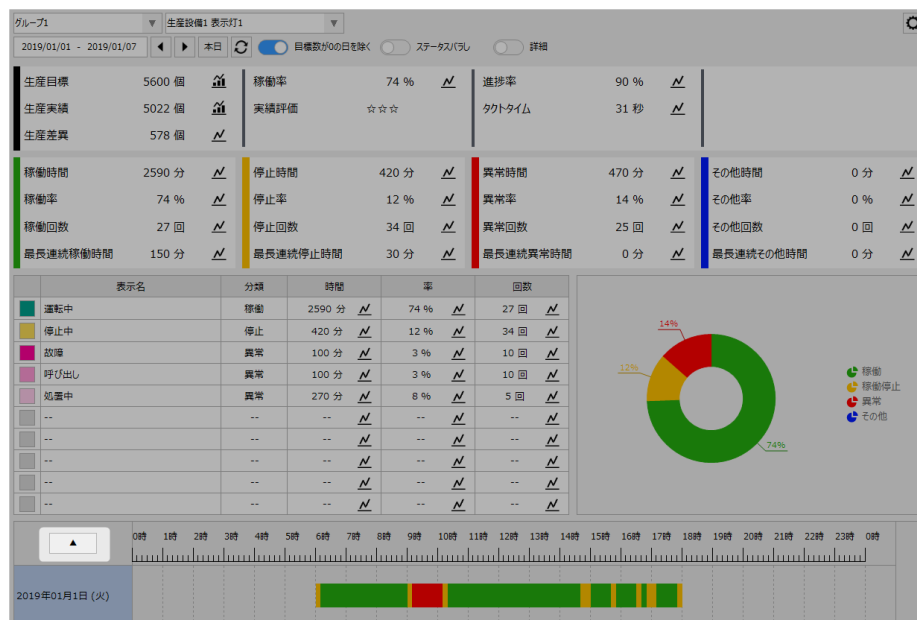 グループ1 生産設備1 表示灯1
2019/01/01 - 2019/01/07 本日 目標数が0の日を除く ステータスバラし 詳細
生産目標 5600 個 稼働率 74 % 進捗率 90 %
生産実績 5022 個 実績評価 ☆☆☆ タクトタイム 31 秒
生産差異 578 個
稼働時間 2590 分 停止時間 420 分 異常時間 470 分 その他時間 0 分
稼働率 74 % 停止率 12 % 異常率 14 % その他率 0 %
稼働回数 27 回 停止回数 34 回 異常回数 25 回 その他回数 0 回
最長連続稼働時間 150 分 最長連続停止時間 30 分 最長連続異常時間 0 分 最長連続その他時間 0 分
表示名 分類 時間 率 回数
運転中 稼働 2590 分 74 % 27 回
停止中 停止 420 分 12 % 34 回
故障 異常 100 分 3 % 10 回
呼び出し 異常 100 分 3 % 10 回
処置中 異常 270 分 8 % 5 回
-- -- -- -- --
-- -- -- -- --
-- -- -- -- --
-- -- -- -- --
-- -- -- -- --
14%
12%
74%
稼働
稼働停止
異常
その他
▲ 0時 1時 2時 3時 4時 5時 6時 7時 8時 9時 10時 11時 12時 13時 14時 15時 16時 17時 18時 19時 20時 21時 22時 23時 0時
2019年01月1日 (火)